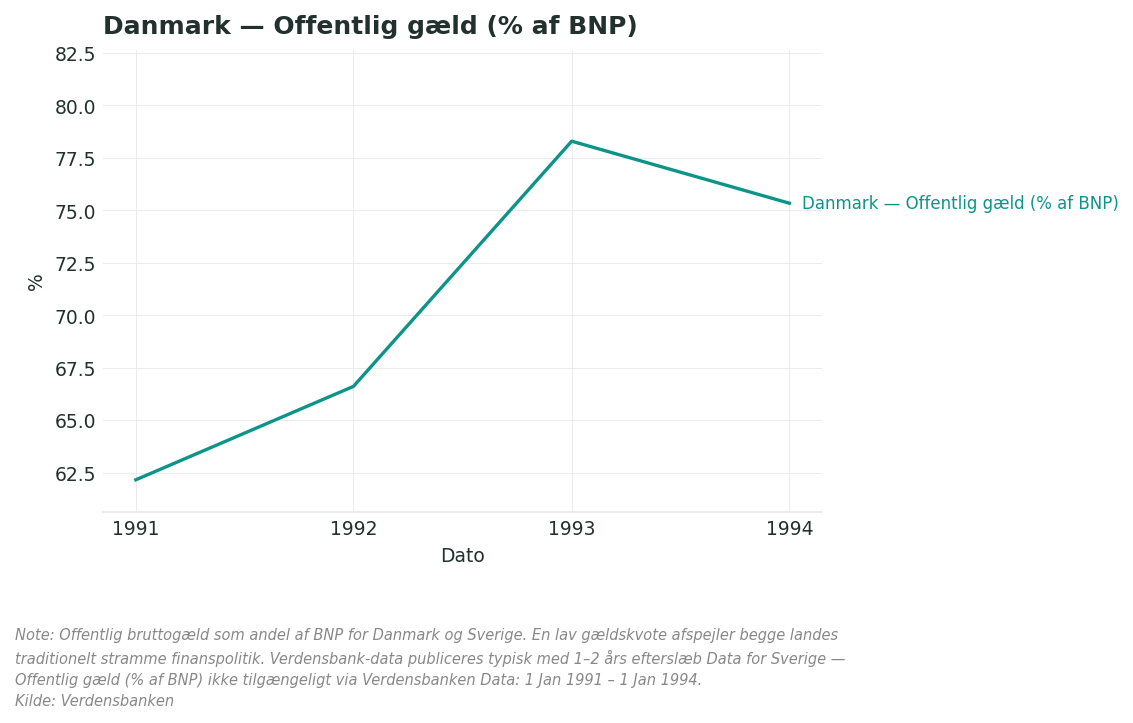 Danmark — Offentlig gæld (% af BNP)
82.5
80.0
77.5
75.0
72.5
70.0
67.5
65.0
62.5
%
Danmark — Offentlig gæld (% af BNP)
1991 1992 1993 1994
Dato
Note: Offentlig bruttogæld som andel af BNP for Danmark og Sverige. En lav gældskvote afspejler begge landes
traditionelt stramme finanspolitik. Verdensbank-data publiceres typisk med 1–2 års efterslæb Data for Sverige —
Offentlig gæld (% af BNP) ikke tilgængeligt via Verdensbanken Data: 1 Jan 1991 – 1 Jan 1994.
Kilde: Verdensbanken